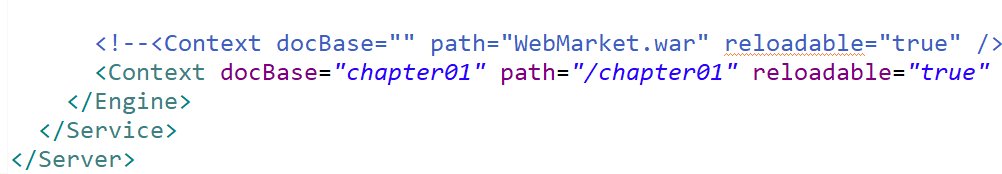 <!--<Context docBase="" path="WebMarket.war" reloadable="true" />
<Context docBase="chapter01" path="/chapter01" reloadable="true"
</Engine>
</Service>
</Server>